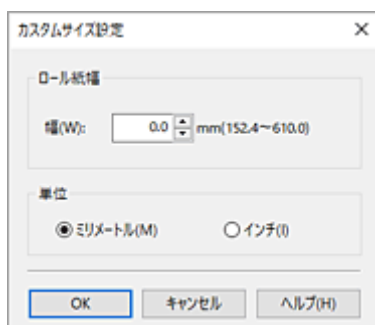 カスタムサイズ設定
ロール紙幅
幅(W): 0.0 mm(152.4～610.0)
単位
ミリメートル(M) インチ(I)
OK キャンセル ヘルプ(H)